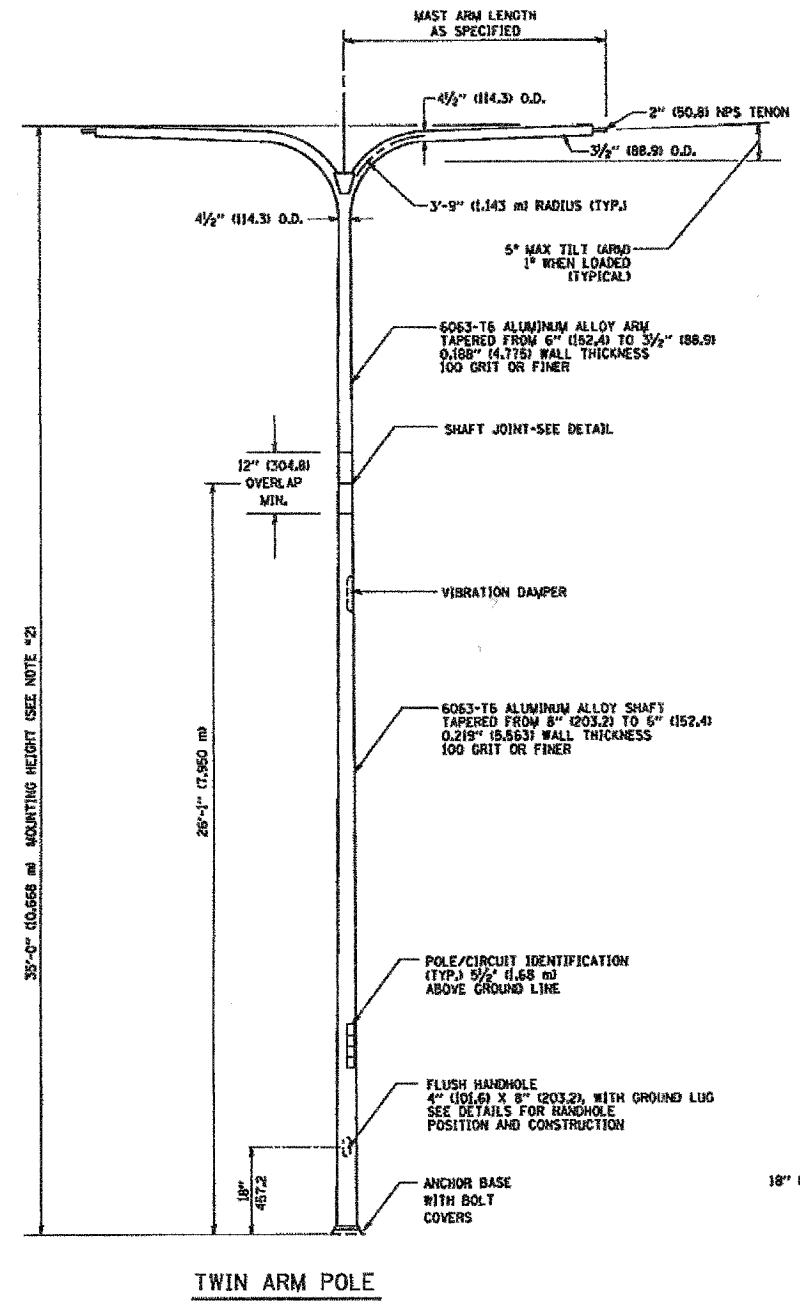 MAST ARM LENGTH
AS SPECIFIED
4½" (114.3) O.D.
2" (50.8) NPS TENON
3½" (88.9) O.D.
3'-9" (1.143 m) RADIUS (TYP.)
4½" (114.3) O.D.
5° MAX TILT (ARM)
1° WHEN LOADED
(TYPICAL)
6063-T6 ALUMINUM ALLOY ARM
TAPERED FROM 6" (152.4) TO 3½" (88.9)
0.188" (4.775) WALL THICKNESS
100 GRIT OR FINER
SHAFT JOINT-SEE DETAIL
12" (304.8)
OVERLAP
MIN.
VIBRATION DAMPER
35'-0" (10.668 m) MOUNTING HEIGHT (SEE NOTE #2)
26'-1" (7.950 m)
6063-T6 ALUMINUM ALLOY SHAFT
TAPERED FROM 8" (203.2) TO 6" (152.4)
0.219" (5.563) WALL THICKNESS
100 GRIT OR FINER
POLE/CIRCUIT IDENTIFICATION
(TYP.) 5½' (1.68 m)
ABOVE GROUND LINE
FLUSH HANDHOLE
4" (101.6) X 8" (203.2), WITH GROUND LUG
SEE DETAILS FOR HANDHOLE
POSITION AND CONSTRUCTION
18"
457.2
ANCHOR BASE
WITH BOLT
COVERS
18" (
TWIN ARM POLE